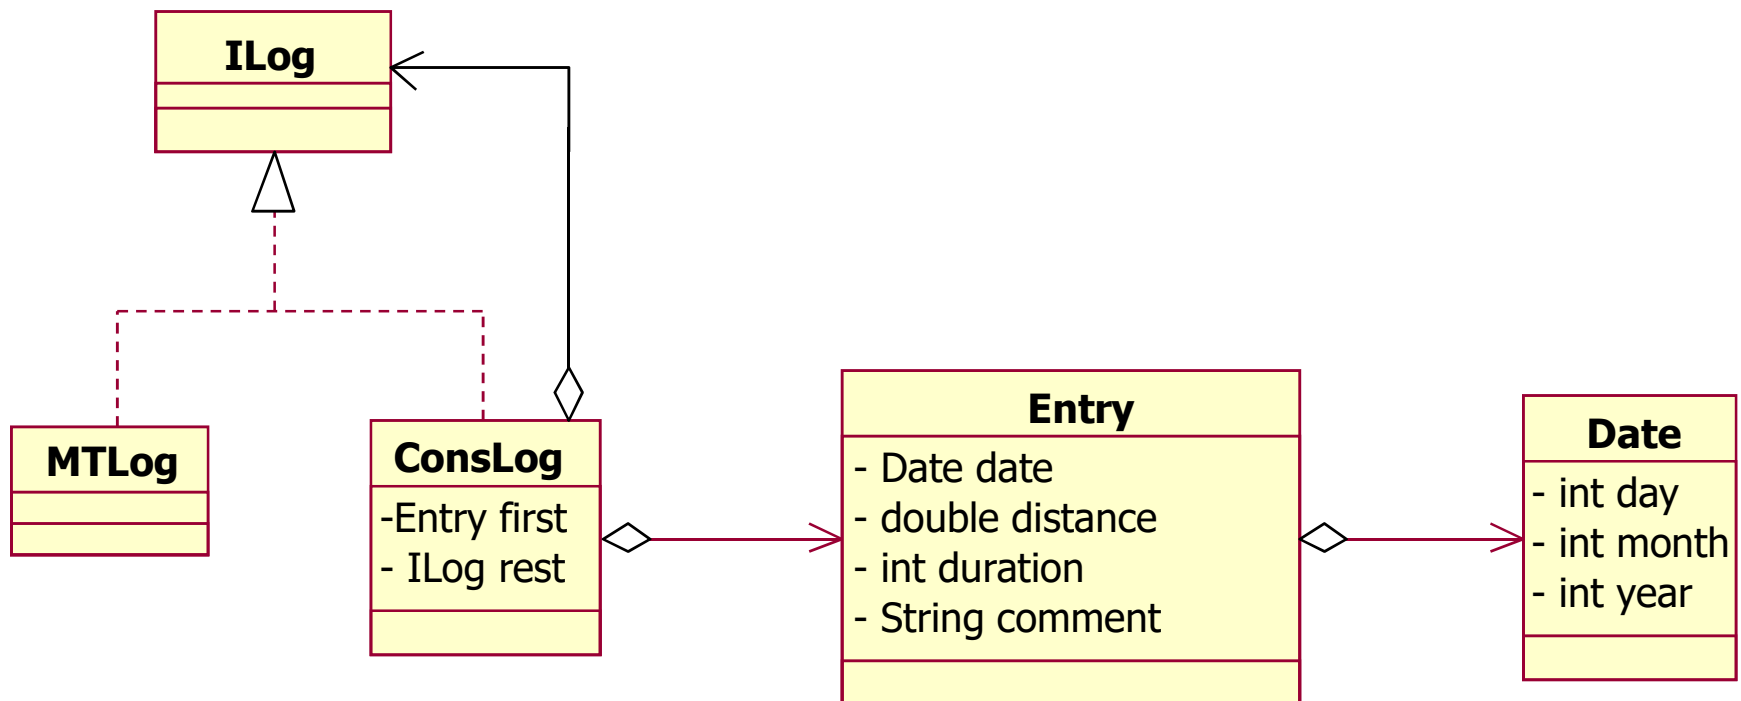 ILog
MTLog
ConsLog
-Entry first
- ILog rest
Entry
- Date date
- double distance
- int duration
- String comment
Date
- int day
- int month
- int year